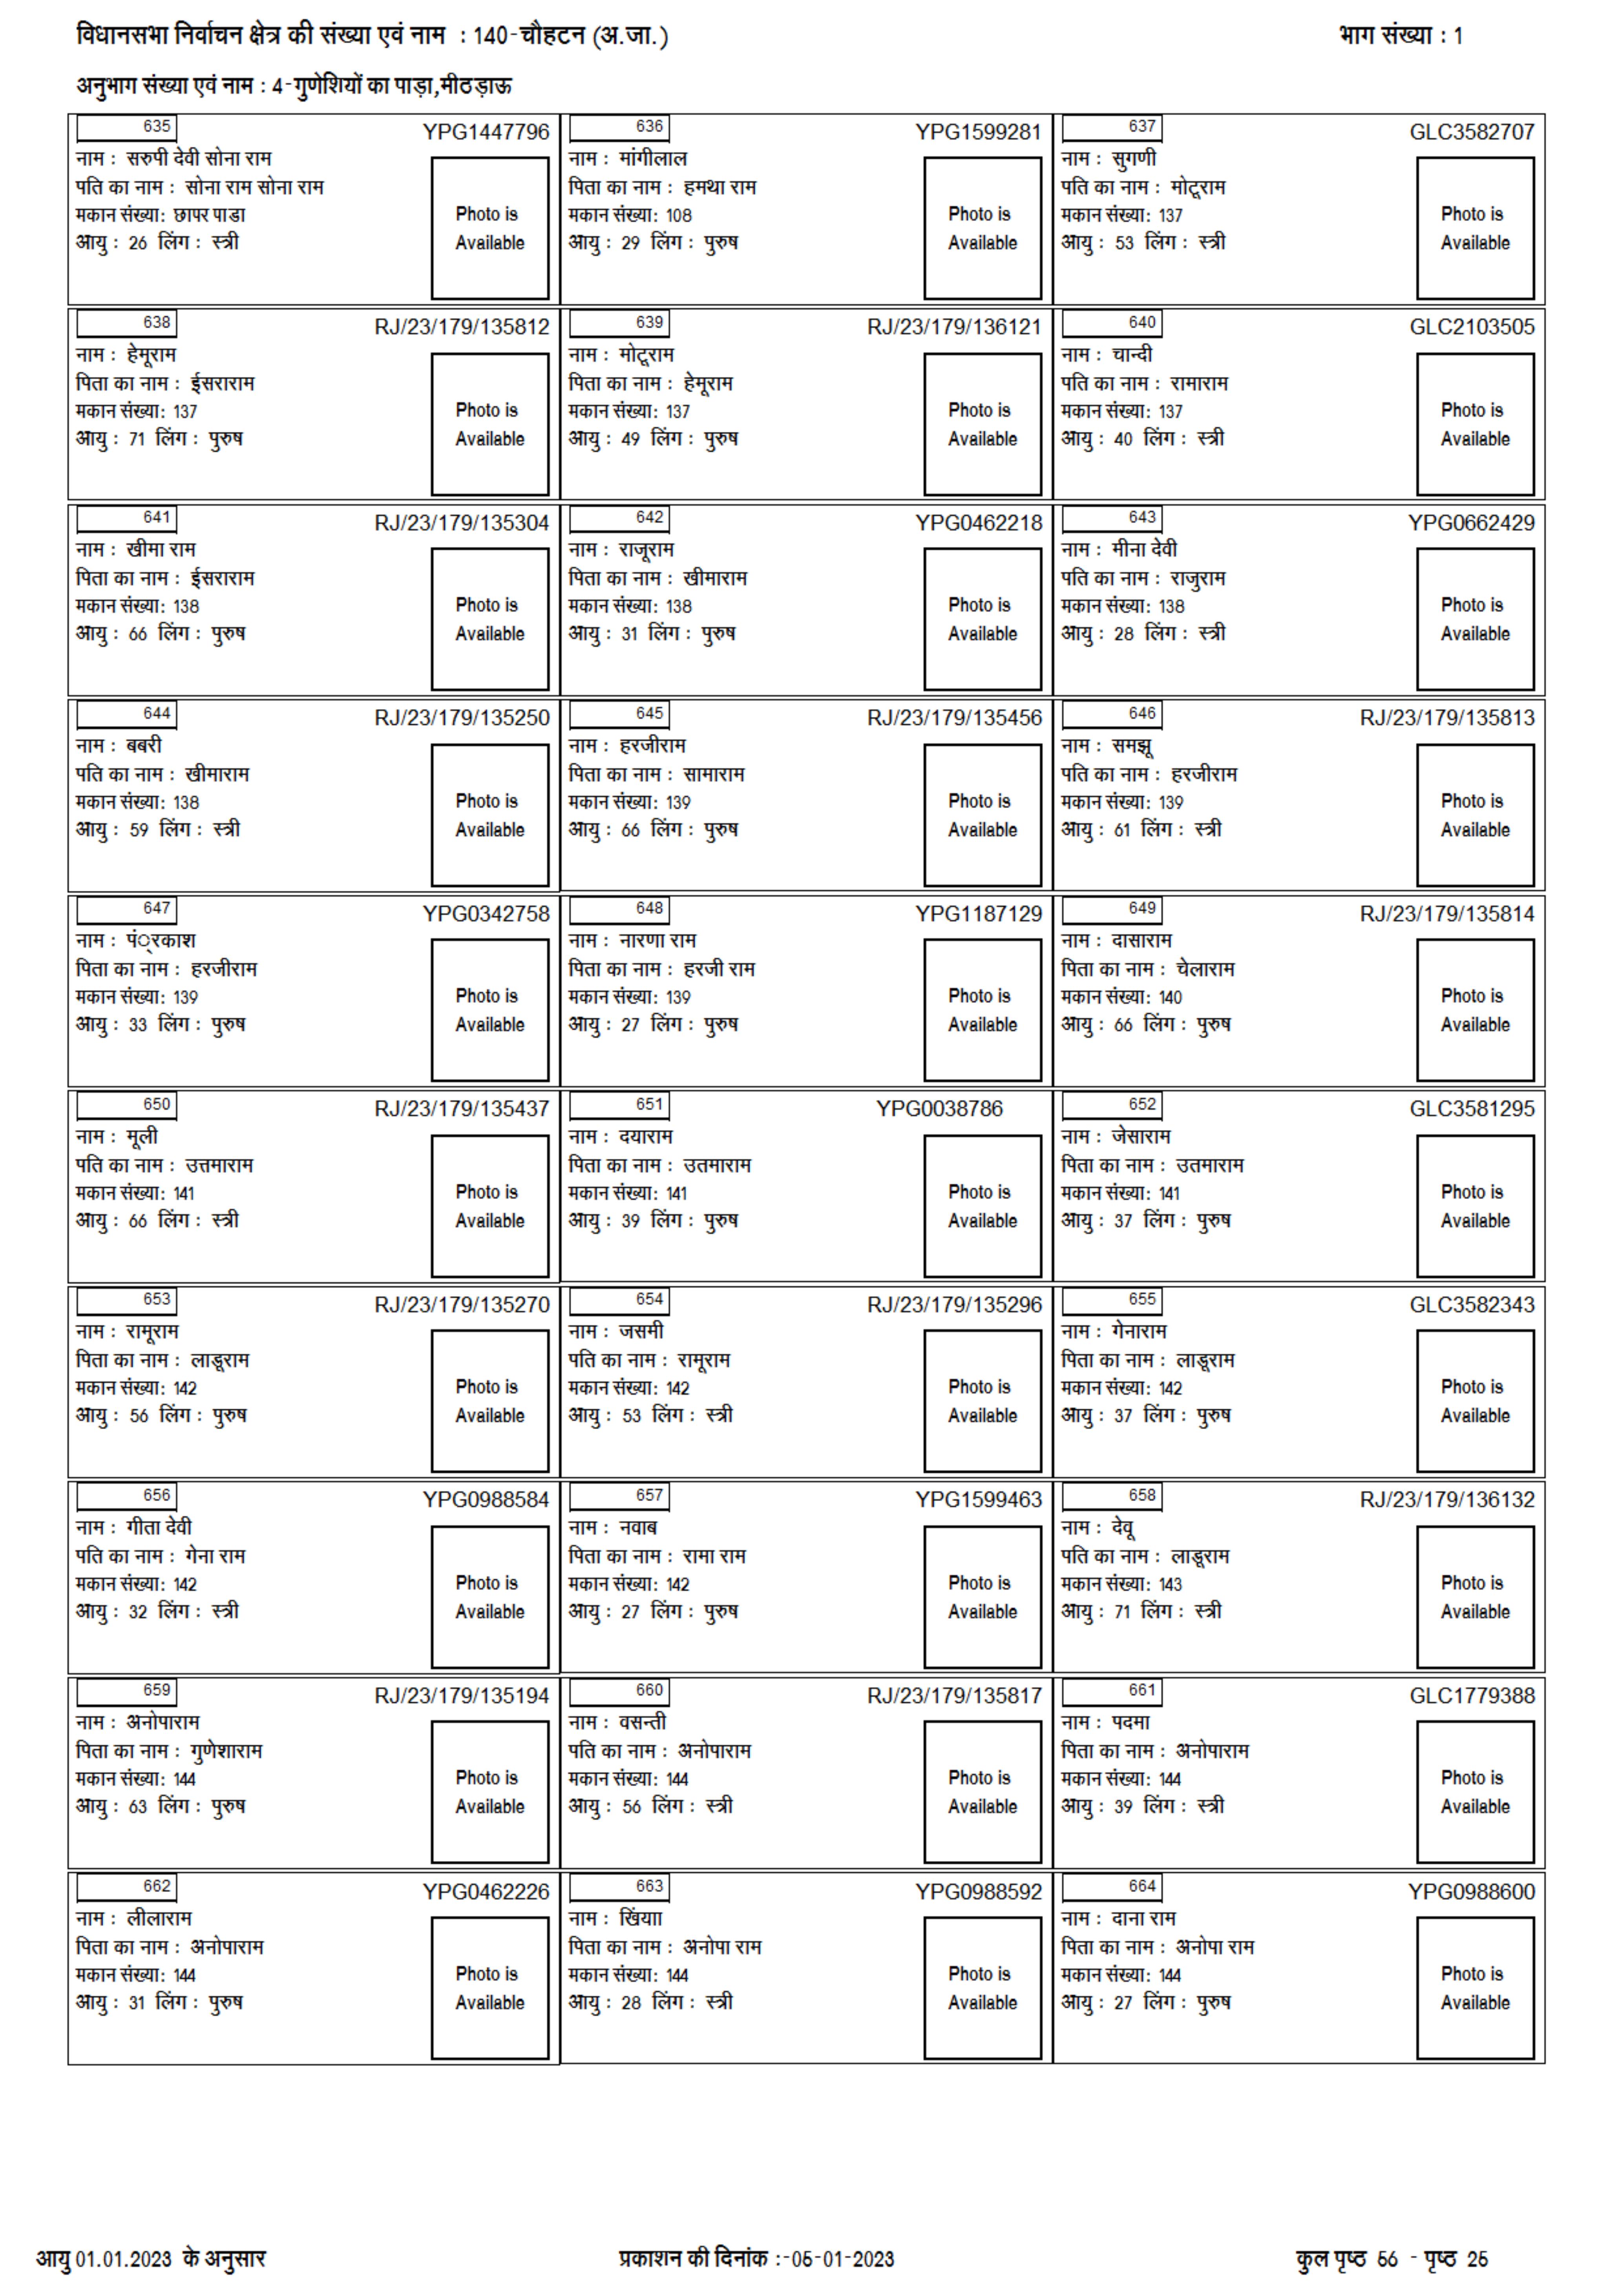 विधानसभा निर्वाचन क्षेत्र की संख्या एवं नाम : 140-चौहटन (अ.जा.) भाग संख्या : 1
अनुभाग संख्या एवं नाम : 4-गुणेशियों का पाड़ा,मीठड़ाऊ
635 YPG1447796
नाम : सरुपी देवी सोना राम
पति का नाम : सोना राम सोना राम
मकान संख्या: छापर पाडा
आयु : 26 लिंग : स्त्री
Photo is
Available
636 YPG1599281
नाम : मांगीलाल
पिता का नाम : हमथा राम
मकान संख्या: 108
आयु : 29 लिंग : पुरुष
Photo is
Available
637 GLC3582707
नाम : सुगणी
पति का नाम : मोटूराम
मकान संख्या: 137
आयु : 53 लिंग : स्त्री
Photo is
Available
638 RJ/23/179/135812
नाम : हेमूराम
पिता का नाम : ईसराराम
मकान संख्या: 137
आयु : 71 लिंग : पुरुष
Photo is
Available
639 RJ/23/179/136121
नाम : मोटूराम
पिता का नाम : हेमूराम
मकान संख्या: 137
आयु : 49 लिंग : पुरुष
Photo is
Available
640 GLC2103505
नाम : चान्दी
पति का नाम : रामाराम
मकान संख्या: 137
आयु : 40 लिंग : स्त्री
Photo is
Available
641 RJ/23/179/135304
नाम : खीमा राम
पिता का नाम : ईसराराम
मकान संख्या: 138
आयु : 66 लिंग : पुरुष
Photo is
Available
642 YPG0462218
नाम : राजूराम
पिता का नाम : खीमाराम
मकान संख्या: 138
आयु : 31 लिंग : पुरुष
Photo is
Available
643 YPG0662429
नाम : मीना देवी
पति का नाम : राजुराम
मकान संख्या: 138
आयु : 28 लिंग : स्त्री
Photo is
Available
644 RJ/23/179/135250
नाम : बबरी
पति का नाम : खीमाराम
मकान संख्या: 138
आयु : 59 लिंग : स्त्री
Photo is
Available
645 RJ/23/179/135456
नाम : हरजीराम
पिता का नाम : सामाराम
मकान संख्या: 139
आयु : 66 लिंग : पुरुष
Photo is
Available
646 RJ/23/179/135813
नाम : समझू
पति का नाम : हरजीराम
मकान संख्या: 139
आयु : 61 लिंग : स्त्री
Photo is
Available
647 YPG0342758
नाम : पं्रकाश
पिता का नाम : हरजीराम
मकान संख्या: 139
आयु : 33 लिंग : पुरुष
Photo is
Available
648 YPG1187129
नाम : नारणा राम
पिता का नाम : हरजी राम
मकान संख्या: 139
आयु : 27 लिंग : पुरुष
Photo is
Available
649 RJ/23/179/135814
नाम : दासाराम
पिता का नाम : चेलाराम
मकान संख्या: 140
आयु : 66 लिंग : पुरुष
Photo is
Available
650 RJ/23/179/135437
नाम : मूली
पति का नाम : उत्तमाराम
मकान संख्या: 141
आयु : 66 लिंग : स्त्री
Photo is
Available
651 YPG0038786
नाम : दयाराम
पिता का नाम : उतमाराम
मकान संख्या: 141
आयु : 39 लिंग : पुरुष
Photo is
Available
652 GLC3581295
नाम : जेसाराम
पिता का नाम : उतमाराम
मकान संख्या: 141
आयु : 37 लिंग : पुरुष
Photo is
Available
653 RJ/23/179/135270
नाम : रामूराम
पिता का नाम : लाडूराम
मकान संख्या: 142
आयु : 56 लिंग : पुरुष
Photo is
Available
654 RJ/23/179/135296
नाम : जसमी
पति का नाम : रामूराम
मकान संख्या: 142
आयु : 53 लिंग : स्त्री
Photo is
Available
655 GLC3582343
नाम : गेनाराम
पिता का नाम : लाडूराम
मकान संख्या: 142
आयु : 37 लिंग : पुरुष
Photo is
Available
656 YPG0988584
नाम : गीता देवी
पति का नाम : गेना राम
मकान संख्या: 142
आयु : 32 लिंग : स्त्री
Photo is
Available
657 YPG1599463
नाम : नवाब
पिता का नाम : रामा राम
मकान संख्या: 142
आयु : 27 लिंग : पुरुष
Photo is
Available
658 RJ/23/179/136132
नाम : देवू
पति का नाम : लाडूराम
मकान संख्या: 143
आयु : 71 लिंग : स्त्री
Photo is
Available
659 RJ/23/179/135194
नाम : अनोपाराम
पिता का नाम : गुणेशाराम
मकान संख्या: 144
आयु : 63 लिंग : पुरुष
Photo is
Available
660 RJ/23/179/135817
नाम : वसन्ती
पति का नाम : अनोपाराम
मकान संख्या: 144
आयु : 56 लिंग : स्त्री
Photo is
Available
661 GLC1779388
नाम : पदमा
पिता का नाम : अनोपाराम
मकान संख्या: 144
आयु : 39 लिंग : स्त्री
Photo is
Available
662 YPG0462226
नाम : लीलाराम
पिता का नाम : अनोपाराम
मकान संख्या: 144
आयु : 31 लिंग : पुरुष
Photo is
Available
663 YPG0988592
नाम : खिंयाा
पिता का नाम : अनोपा राम
मकान संख्या: 144
आयु : 28 लिंग : स्त्री
Photo is
Available
664 YPG0988600
नाम : दाना राम
पिता का नाम : अनोपा राम
मकान संख्या: 144
आयु : 27 लिंग : पुरुष
Photo is
Available
आयु 01.01.2023 के अनुसार प्रकाशन की दिनांक :-05-01-2023 कुल पृष्ठ 56 - पृष्ठ 25